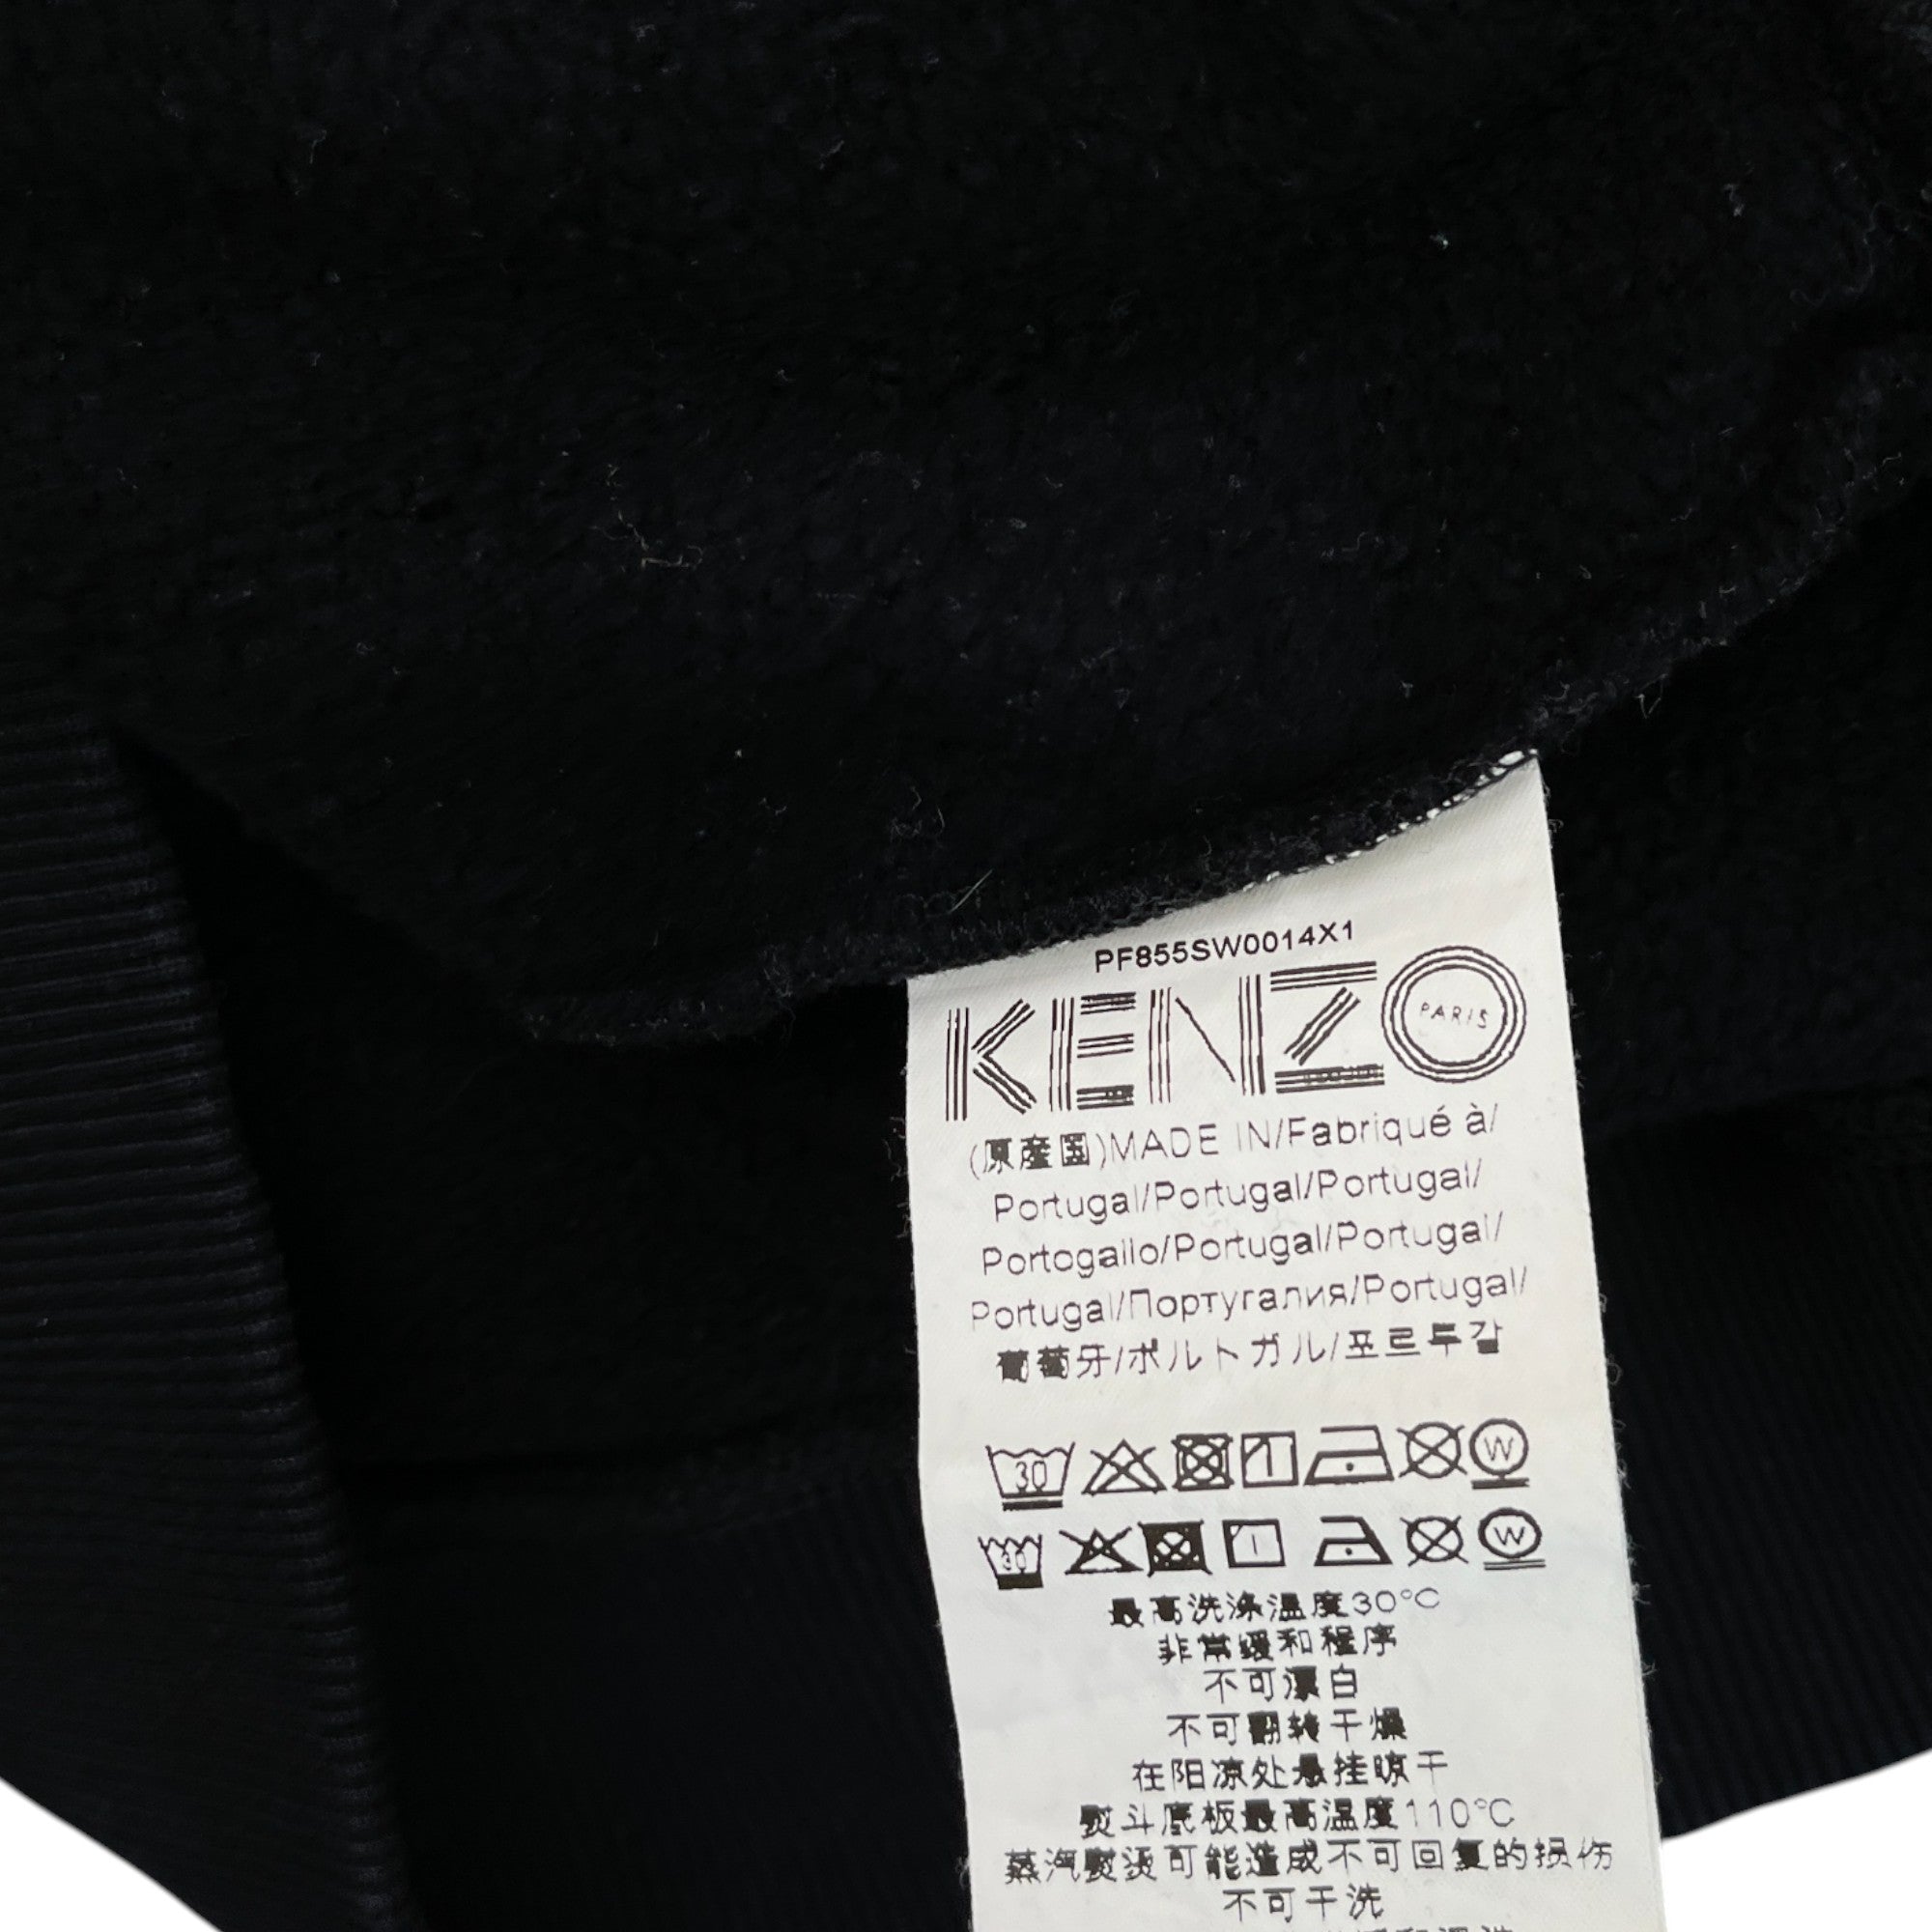 PF855SW0014X1
KENZO
PARIS
(原産国)MADE IN/Fabriqué à/
Portugal/Portugal/Portugal/
Portogallo/Portugal/Portugal/
Portugal/Португалия/Portugal/
葡萄牙/ポルトガル/포르투갈
30
W
30
W
最高洗涤温度30°C
非常缓和程序
不可漂白
不可翻转干燥
在阳凉处悬挂晾干
熨斗底板最高温度110°C
蒸汽熨烫可能造成不可回复的损伤
不可干洗